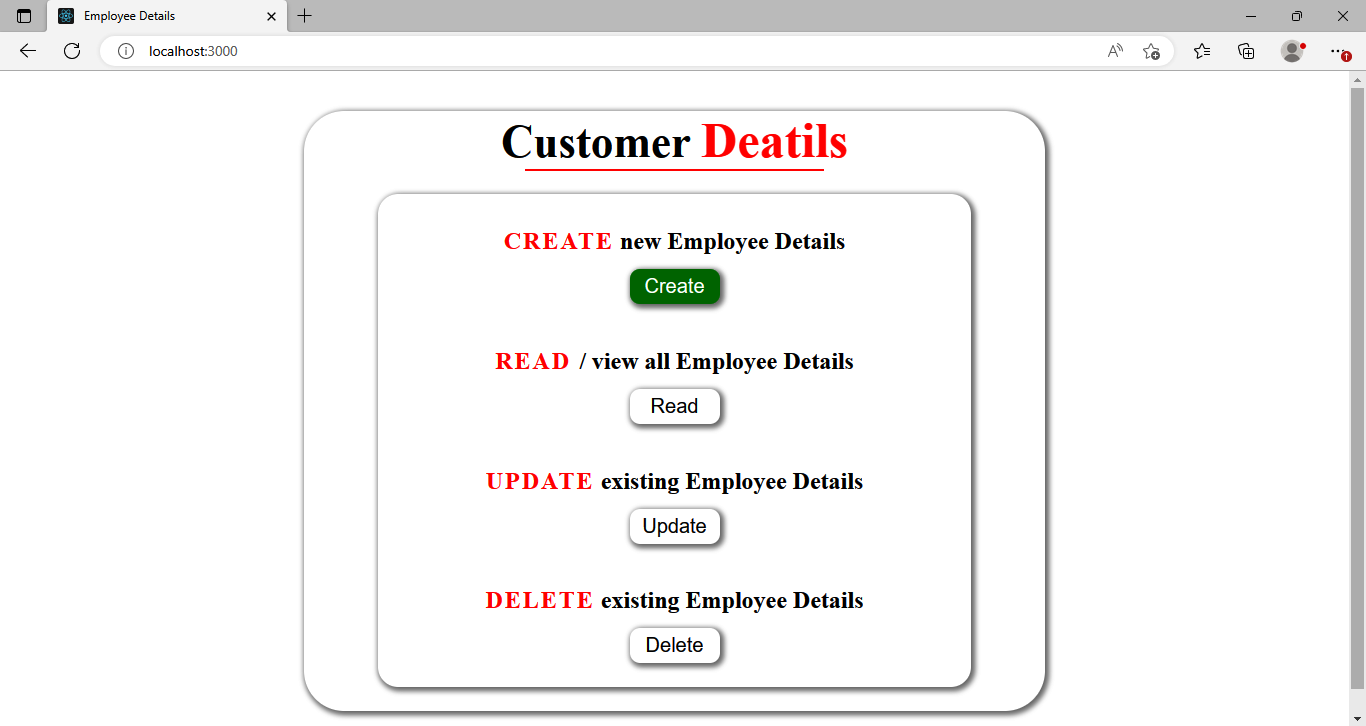 Employee Details
localhost:3000
Customer Deatils
CREATE new Employee Details
Create
READ / view all Employee Details
Read
UPDATE existing Employee Details
Update
DELETE existing Employee Details
Delete